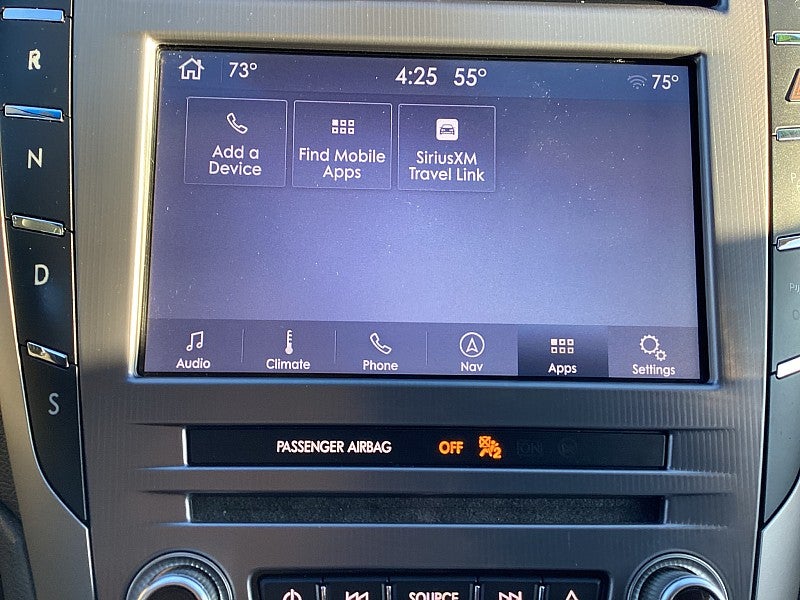 R
N
D
S
73° 4:25 55° 75°
Add a
Device
Find Mobile
Apps
SiriusXM
Travel Link
Audio Climate Phone Nav Apps Settings
PASSENGER AIRBAG OFF 2
SOURCE